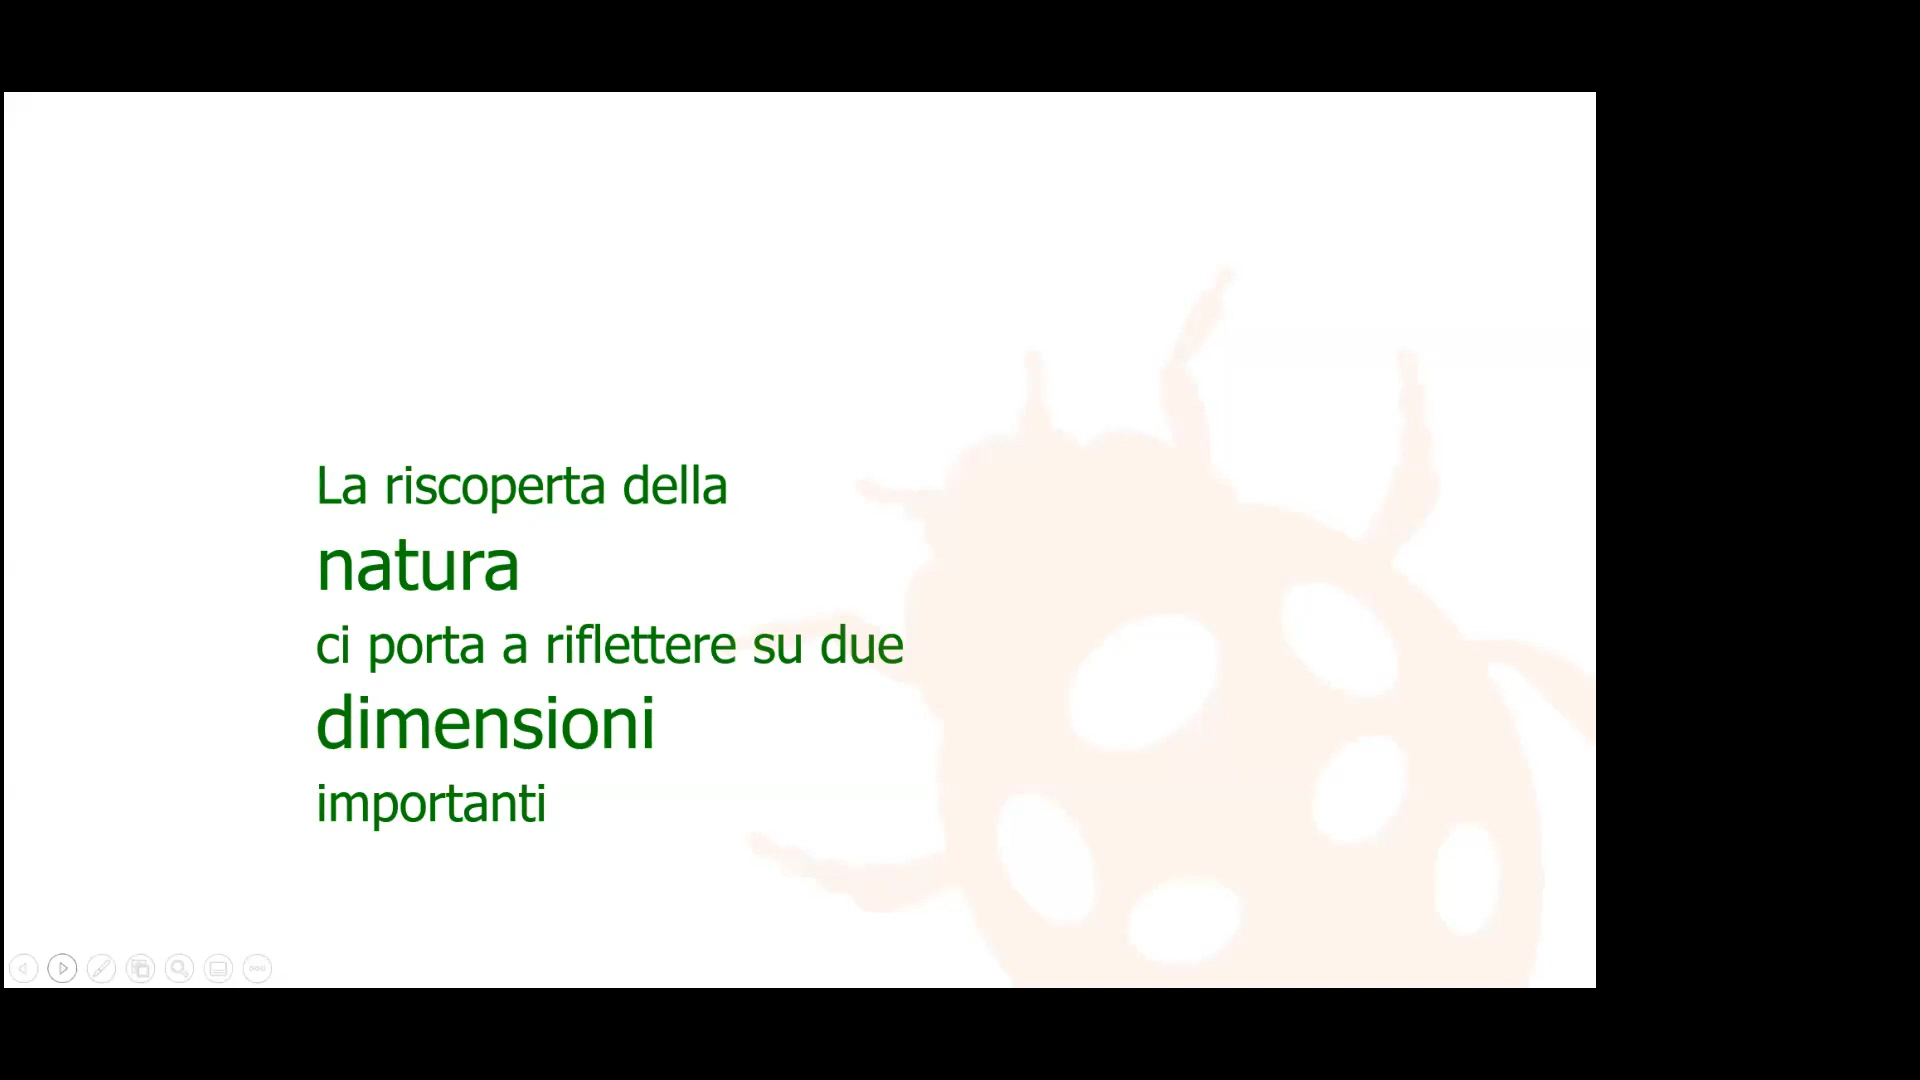 La riscoperta della
natura
ci porta a riflettere su due
dimensioni
importanti